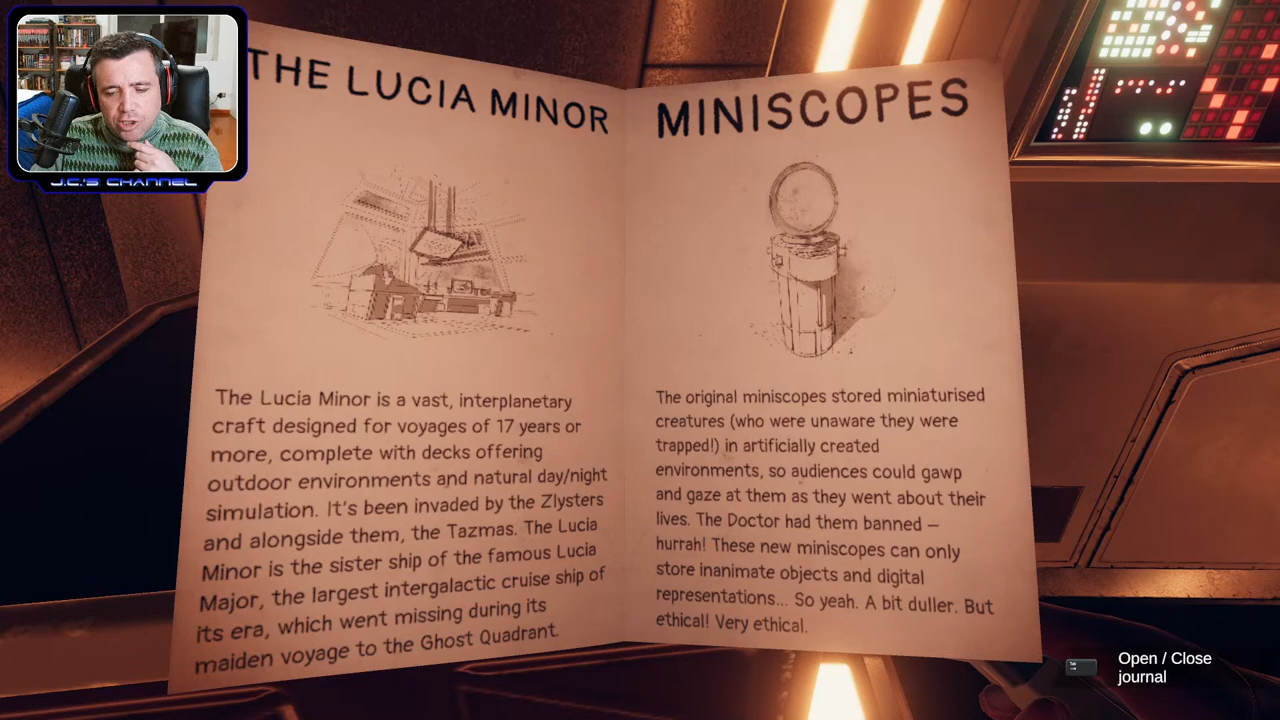 J.C.'S CHANNEL
THE LUCIA MINOR
The Lucia Minor is a vast, interplanetary
craft designed for voyages of 17 years or
more, complete with decks offering
outdoor environments and natural day/night
simulation. It's been invaded by the Zlysters
and alongside them, the Tazmas. The Lucia
Minor is the sister ship of the famous Lucia
Major, the largest intergalactic cruise ship of
its era, which went missing during its
maiden voyage to the Ghost Quadrant.
MINISCOPES
The original miniscopes stored miniaturised
creatures (who were unaware they were
trapped!) in artificially created
environments, so audiences could gawp
and gaze at them as they went about their
lives. The Doctor had them banned –
hurrah! These new miniscopes can only
store inanimate objects and digital
representations... So yeah. A bit duller. But
ethical! Very ethical.
Tab
Open / Close
journal